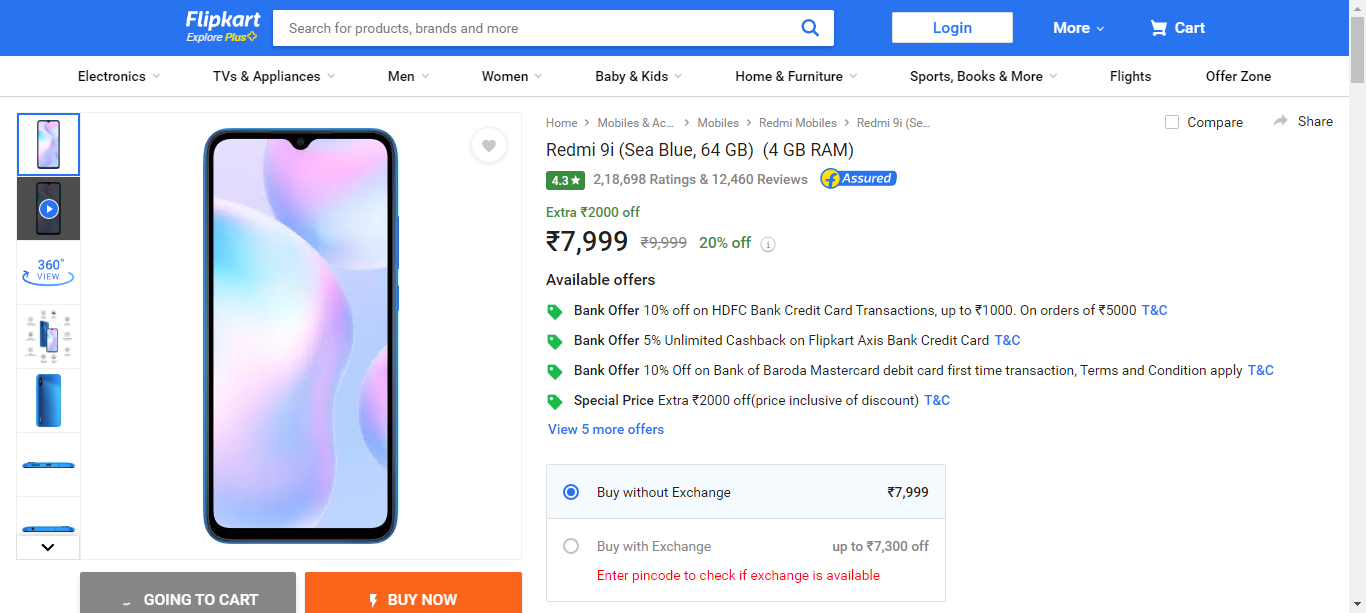 Flipkart
Explore Plus
Search for products, brands and more
Login
More
Cart
Electronics
TVs & Appliances
Men
Women
Baby & Kids
Home & Furniture
Sports, Books & More
Flights
Offer Zone
Home > Mobiles & Ac... > Mobiles > Redmi Mobiles > Redmi 9i (Se...
Compare
Share
Redmi 9i (Sea Blue, 64 GB) (4 GB RAM)
4.3★ 2,18,698 Ratings & 12,460 Reviews Assured
Extra ₹2000 off
₹7,999 ₹9,999 20% off
Available offers
Bank Offer 10% off on HDFC Bank Credit Card Transactions, up to ₹1000. On orders of ₹5000 T&C
Bank Offer 5% Unlimited Cashback on Flipkart Axis Bank Credit Card T&C
Bank Offer 10% Off on Bank of Baroda Mastercard debit card first time transaction, Terms and Condition apply T&C
Special Price Extra ₹2000 off(price inclusive of discount) T&C
View 5 more offers
Buy without Exchange ₹7,999
Buy with Exchange up to ₹7,300 off
Enter pincode to check if exchange is available
360°
VIEW
GOING TO CART
BUY NOW